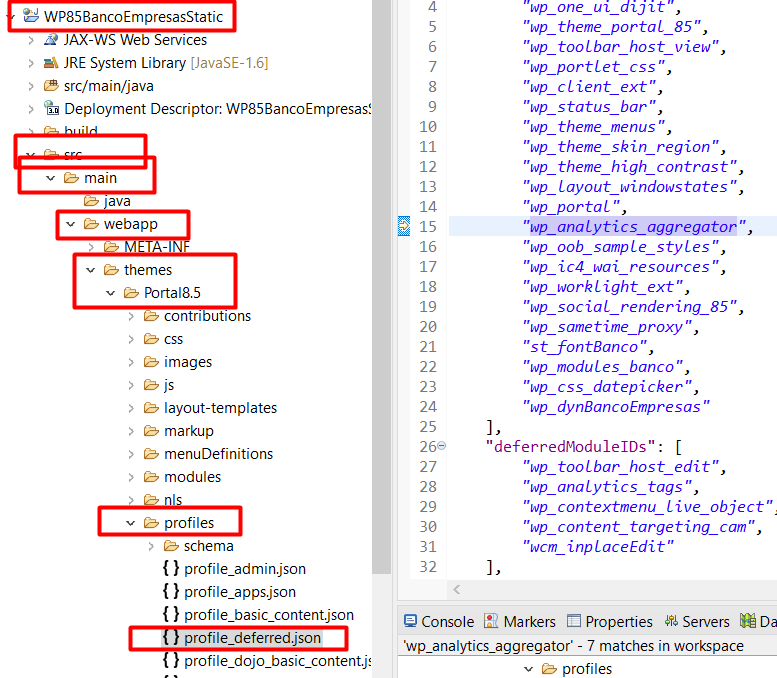 WP85BancoEmpresasStatic
JAX-WS Web Services
JRE System Library [JavaSE-1.6]
src/main/java
Deployment Descriptor: WP85BancoEmpresasS
build
src
main
java
webapp
META-INF
themes
Portal8.5
contributions
css
images
js
layout-templates
markup
menuDefinitions
modules
nls
profiles
schema
{ } profile_admin.json
{ } profile_apps.json
{ } profile_basic_content.json
{ } profile_deferred.json
{ } profile_dojo_basic_content.js
4 "wp_one_ui_dijit",
5 "wp_theme_portal_85",
6 "wp_toolbar_host_view",
7 "wp_portlet_css",
8 "wp_client_ext",
9 "wp_status_bar",
10 "wp_theme_menus",
11 "wp_theme_skin_region",
12 "wp_theme_high_contrast",
13 "wp_layout_windowstates",
14 "wp_portal",
15 "wp_analytics_aggregator",
16 "wp_oob_sample_styles",
17 "wp_ic4_wai_resources",
18 "wp_worklight_ext",
19 "wp_social_rendering_85",
20 "wp_sametime_proxy",
21 "st_fontBanco",
22 "wp_modules_banco",
23 "wp_css_datepicker",
24 "wp_dynBancoEmpresas"
25 ],
26 "deferredModuleIDs": [
27 "wp_toolbar_host_edit",
28 "wp_analytics_tags",
29 "wp_contextmenu_live_object",
30 "wp_content_targeting_cam",
31 "wcm_inplaceEdit"
32 ],
Console Markers Properties Servers Da
'wp_analytics_aggregator' - 7 matches in workspace
profiles